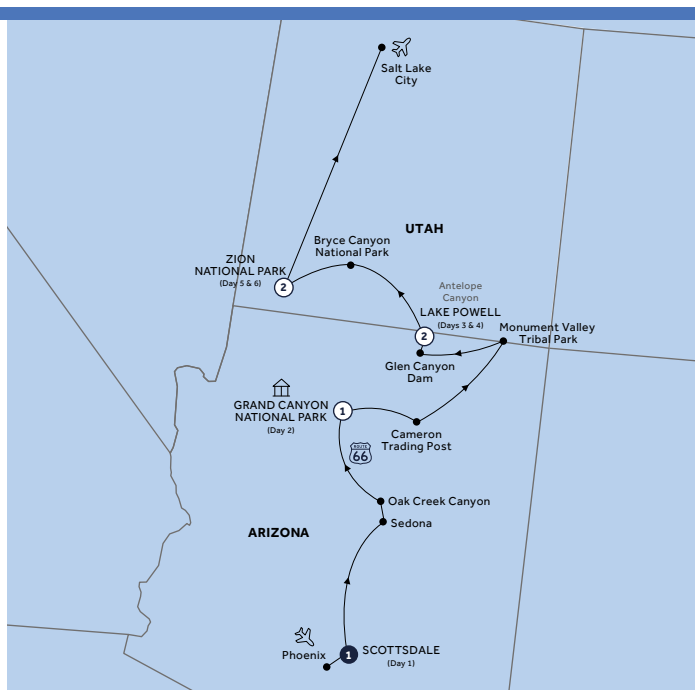 Salt Lake
City
UTAH
Bryce Canyon
National Park
ZION
NATIONAL PARK
(Day 5 & 6)
2
Antelope
Canyon
LAKE POWELL
(Days 3 & 4)
2
Monument Valley
Tribal Park
Glen Canyon
Dam
GRAND CANYON
NATIONAL PARK
(Day 2)
1
Cameron
Trading Post
ROUTE
66
Oak Creek Canyon
Sedona
ARIZONA
Phoenix
1
SCOTTSDALE
(Day 1)